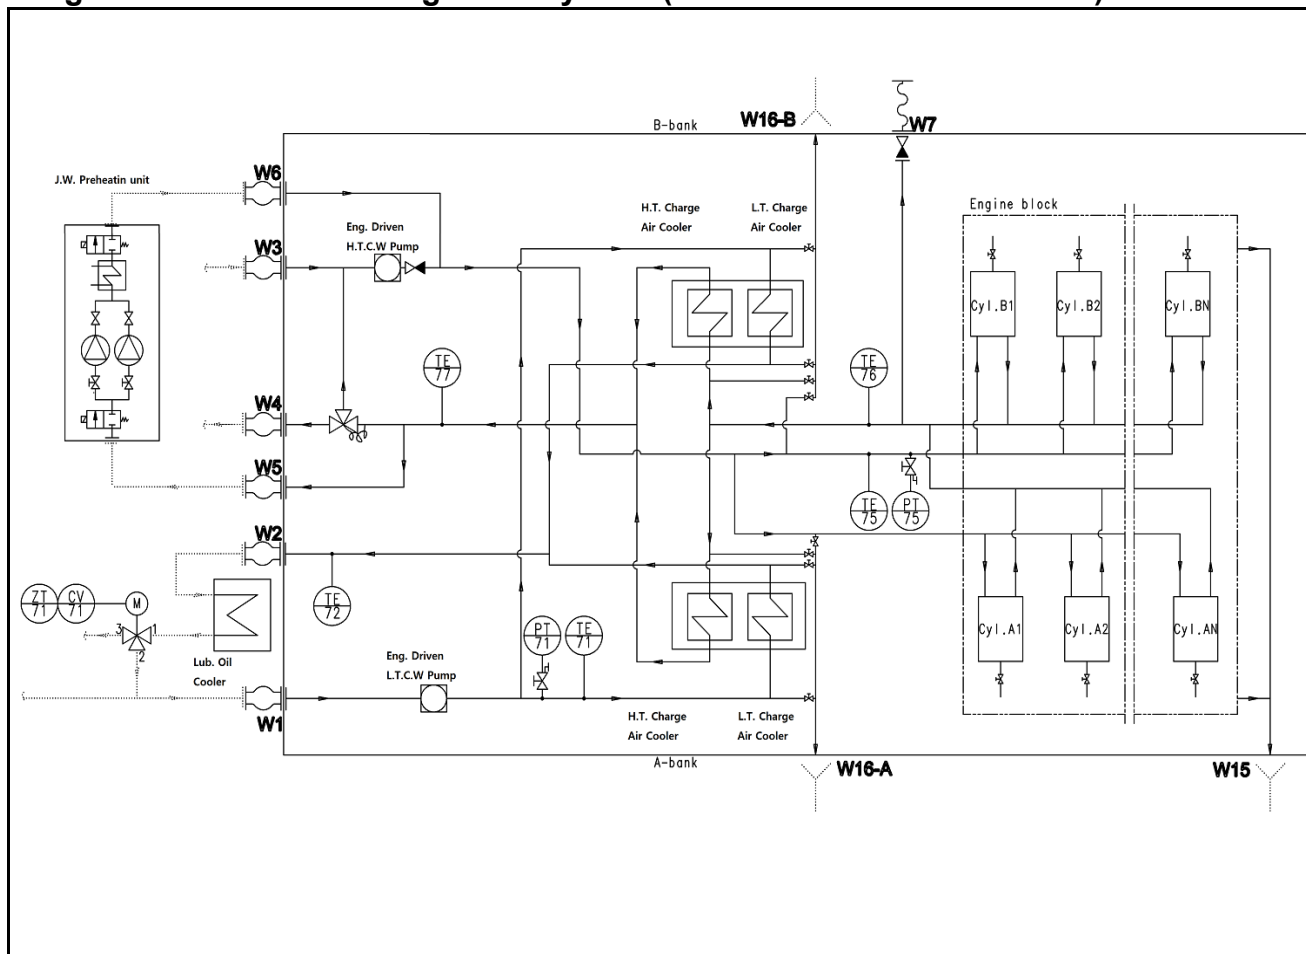 B-bank
W16-B
W7
J.W. Preheatin unit
W6
H.T. Charge
Air Cooler
L.T. Charge
Air Cooler
Engine block
Eng. Driven
H.T.C.W Pump
W3
Cyl.B1
Cyl.B2
Cyl.BN
TE
77
TE
76
W4
W5
TE
75
PT
75
W2
ZT
71
CV
71
M
3
1
2
TE
72
PT
71
TE
71
Cyl.A1
Cyl.A2
Cyl.AN
Lub. Oil
Cooler
Eng. Driven
L.T.C.W Pump
W1
H.T. Charge
Air Cooler
L.T. Charge
Air Cooler
A-bank
W16-A
W15